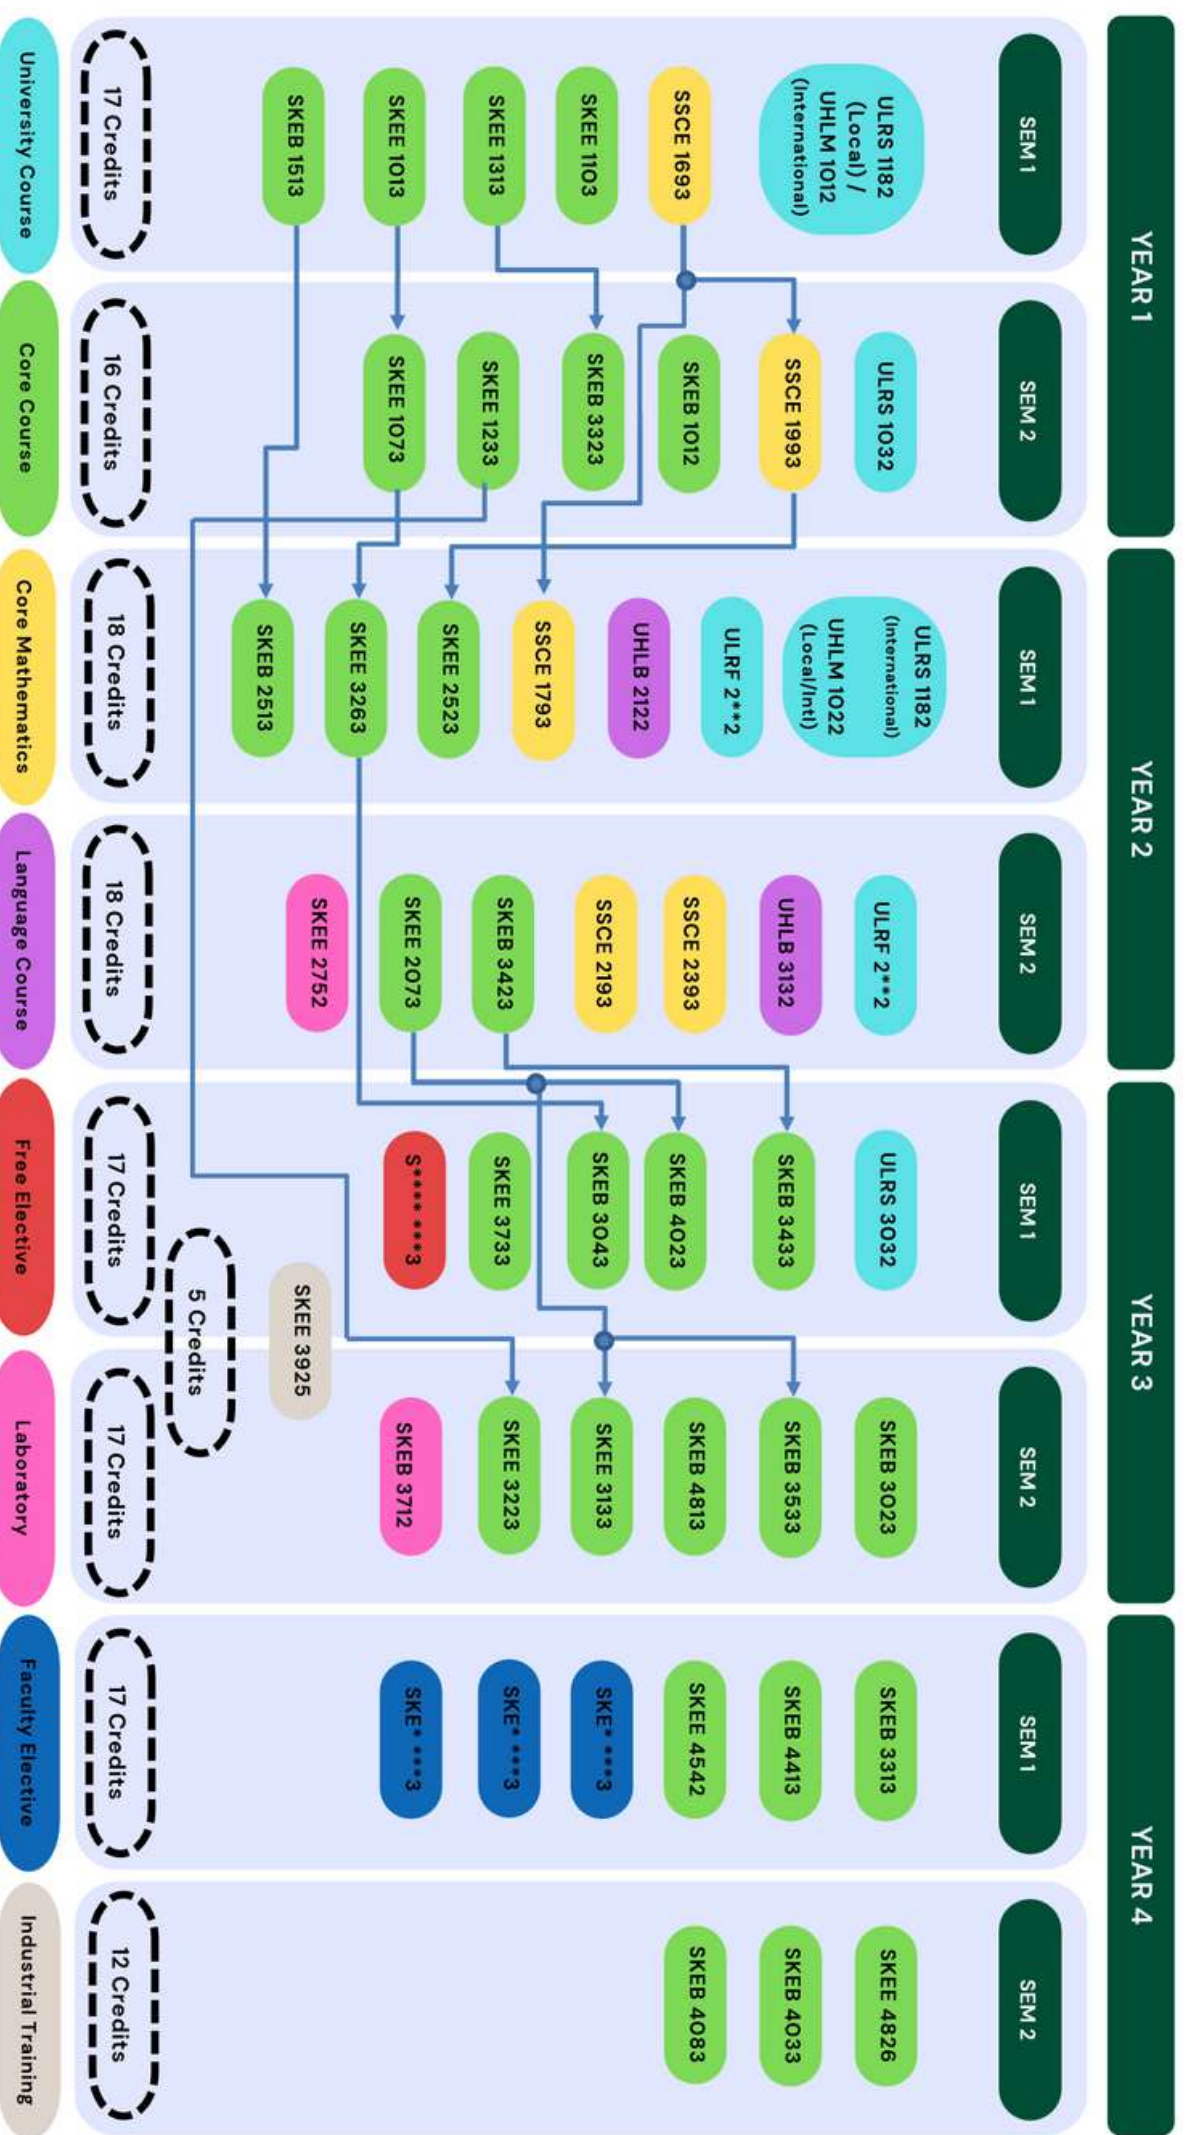 YEAR 1
YEAR 2
YEAR 3
YEAR 4
SEM 1
SEM 2
SEM 1
SEM 2
SEM 1
SEM 2
SEM 1
SEM 2
ULRS 1182
(Local) /
UHLM 1012
(International)
SSCE 1693
SKEE 1103
SKEE 1313
SKEE 1013
SKEB 1513
17 Credits
ULRS 1032
SSCE 1993
SKEB 1012
SKEB 3323
SKEE 1233
SKEE 1073
16 Credits
ULRS 1182
(International)
UHLM 1022
(Local/Intl)
ULRF 2**2
UHLB 2122
SSCE 1793
SKEE 2523
SKEE 3263
SKEB 2513
18 Credits
ULRF 2**2
UHLB 3132
SSCE 2393
SSCE 2193
SKEB 3423
SKEE 2073
SKEE 2752
18 Credits
ULRS 3032
SKEB 3433
SKEB 4023
SKEB 3043
SKEE 3733
S**** ***3
17 Credits
SKEE 3925
5 Credits
SKEB 3023
SKEB 3533
SKEB 4813
SKEE 3133
SKEE 3223
SKEB 3712
17 Credits
SKEB 3313
SKEB 4413
SKEE 4542
SKE* ***3
SKE* ***3
SKE* ***3
17 Credits
SKEE 4826
SKEB 4033
SKEB 4083
12 Credits
University Course
Core Course
Core Mathematics
Language Course
Free Elective
Laboratory
Faculty Elective
Industrial Training